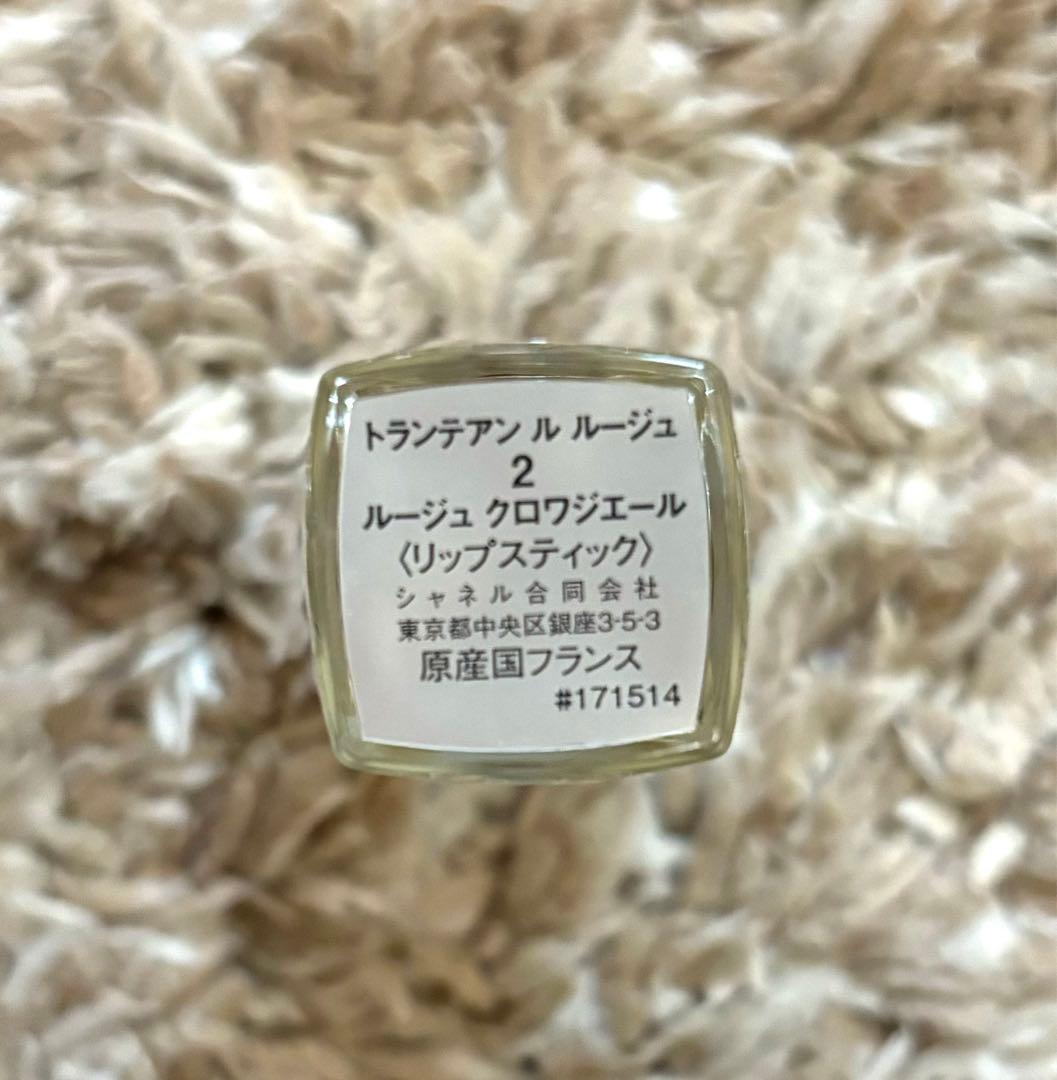 トランテアン ル ルージュ
2
ルージュ クロワジエール
〈リップスティック〉
シャネル合同会社
東京都中央区銀座3-5-3
原産国フランス
#171514